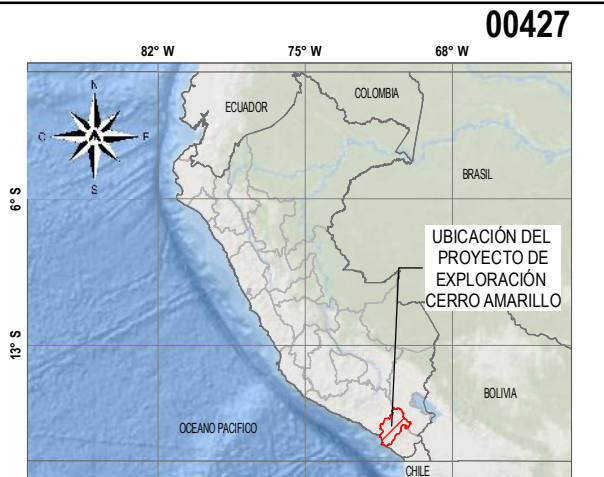 00427
82° W
75° W
68° W
N
O
E
S
ECUADOR
COLOMBIA
BRASIL
6° S
UBICACIÓN DEL
PROYECTO DE
EXPLORACIÓN
CERRO AMARILLO
13° S
BOLIVIA
OCEANO PACIFICO
CHILE